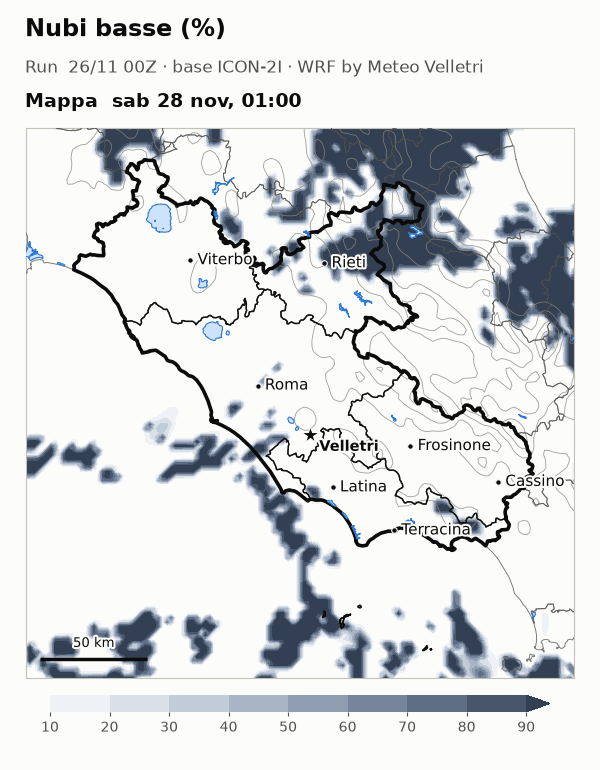 Nubi basse (%)
Run  26/11 00Z · base ICON-2I · WRF by Meteo Velletri
Mappa  sab 28 nov, 01:00
Viterbo
Rieti
Roma
Velletri
Frosinone
Cassino
Latina
Terracina
50 km
10 20 30 40 50 60 70 80 90